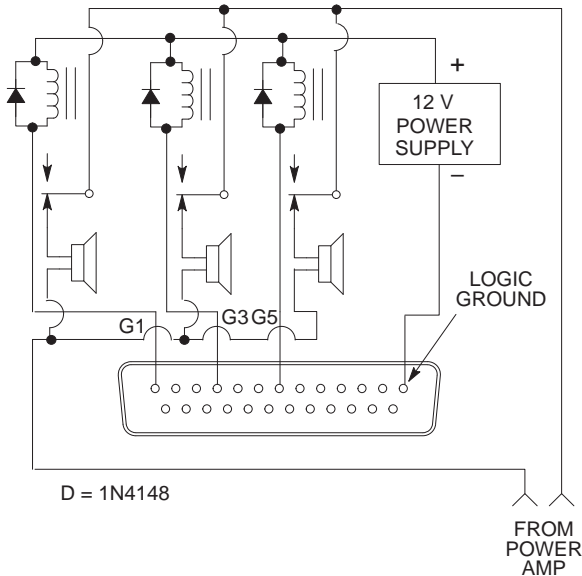 +
12 V
POWER
SUPPLY
−
LOGIC
GROUND
G1
G3
G5
D = 1N4148
FROM
POWER
AMP